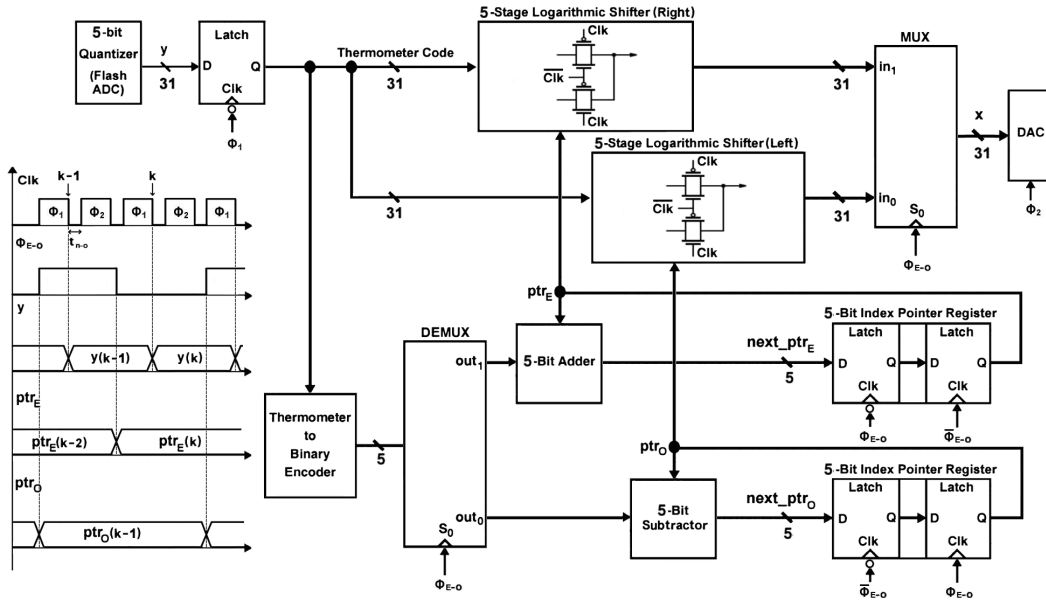 5-bit
Quantizer
(Flash
ADC)
y
31
Latch
D
Q
Clk
Φ1
Thermometer Code
31
31
5-Stage Logarithmic Shifter (Right)
Clk
Clk
Clk
31
5-Stage Logarithmic Shifter (Left)
Clk
Clk
Clk
31
MUX
in1
in0
S0
ΦE-O
x
31
DAC
Φ2
Clk
k-1
k
Φ1
Φ2
Φ1
Φ2
Φ1
tn-o
ΦE-O
y
y(k-1)
y(k)
ptrE
ptrE(k-2)
ptrE(k)
ptrO
ptrO(k-1)
Thermometer
to
Binary
Encoder
5
DEMUX
out1
out0
S0
ΦE-O
ptrE
5-Bit Adder
next_ptrE
5
5-Bit Index Pointer Register
Latch
Latch
D
Q
D
Q
Clk
Clk
ΦE-O
Φ̅E-O
ptrO
5-Bit
Subtractor
next_ptrO
5
5-Bit Index Pointer Register
Latch
Latch
D
Q
D
Q
Clk
Clk
Φ̅E-O
ΦE-O